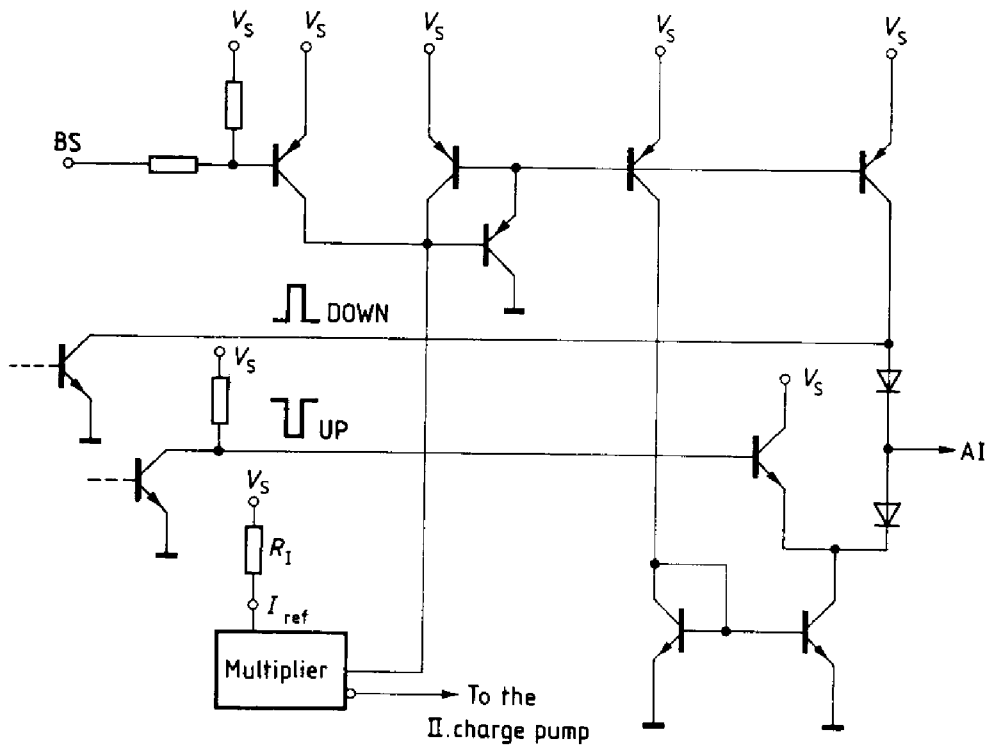 V_S V_S V_S V_S V_S
BS
DOWN
V_S
UP
V_S
AI
V_S
R_I
I_ref
Multiplier
To the
II.charge pump